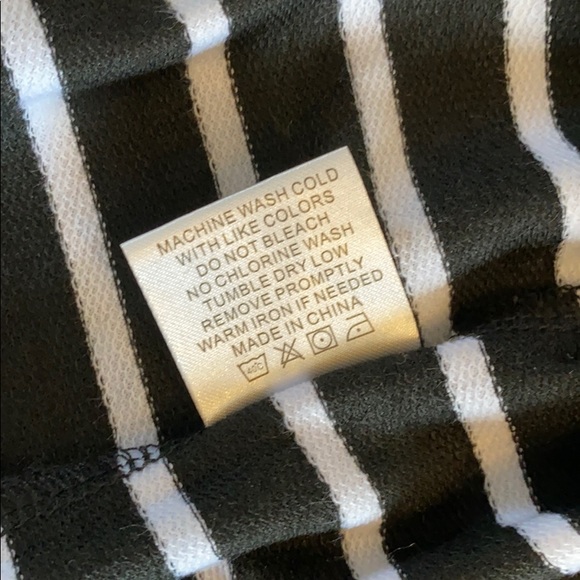 MACHINE WASH COLD
WITH LIKE COLORS
DO NOT BLEACH
NO CHLORINE WASH
TUMBLE DRY LOW
REMOVE PROMPTLY
WARM IRON IF NEEDED
MADE IN CHINA
40°C